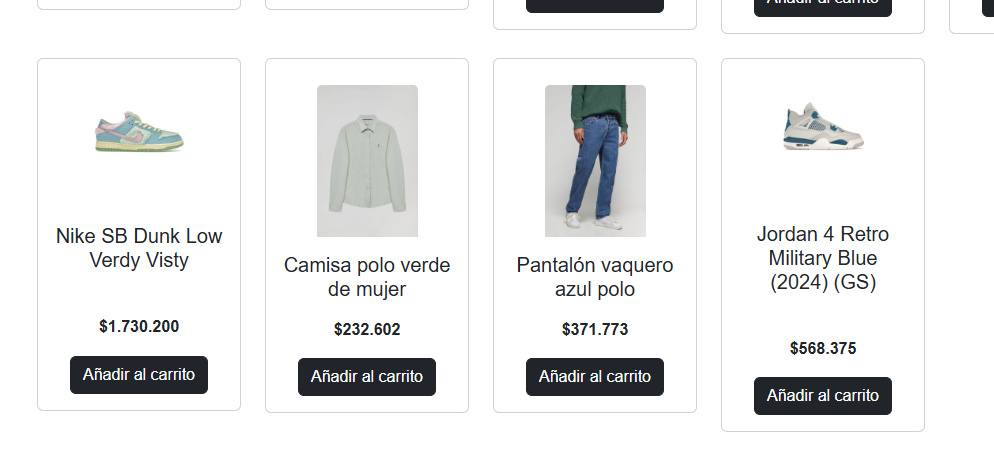 Añadir al carrito
Nike SB Dunk Low
Verdy Visty
$1.730.200
Añadir al carrito
Camisa polo verde
de mujer
$232.602
Añadir al carrito
Pantalón vaquero
azul polo
$371.773
Añadir al carrito
Jordan 4 Retro
Military Blue
(2024) (GS)
$568.375
Añadir al carrito